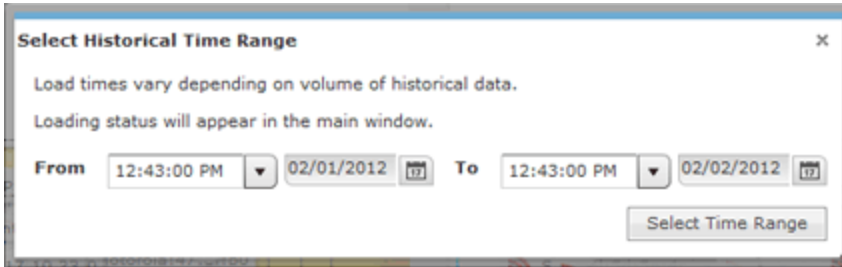 Select Historical Time Range
Load times vary depending on volume of historical data.
Loading status will appear in the main window.
From 12:43:00 PM 02/01/2012 17 To 12:43:00 PM 02/02/2012 17
Select Time Range